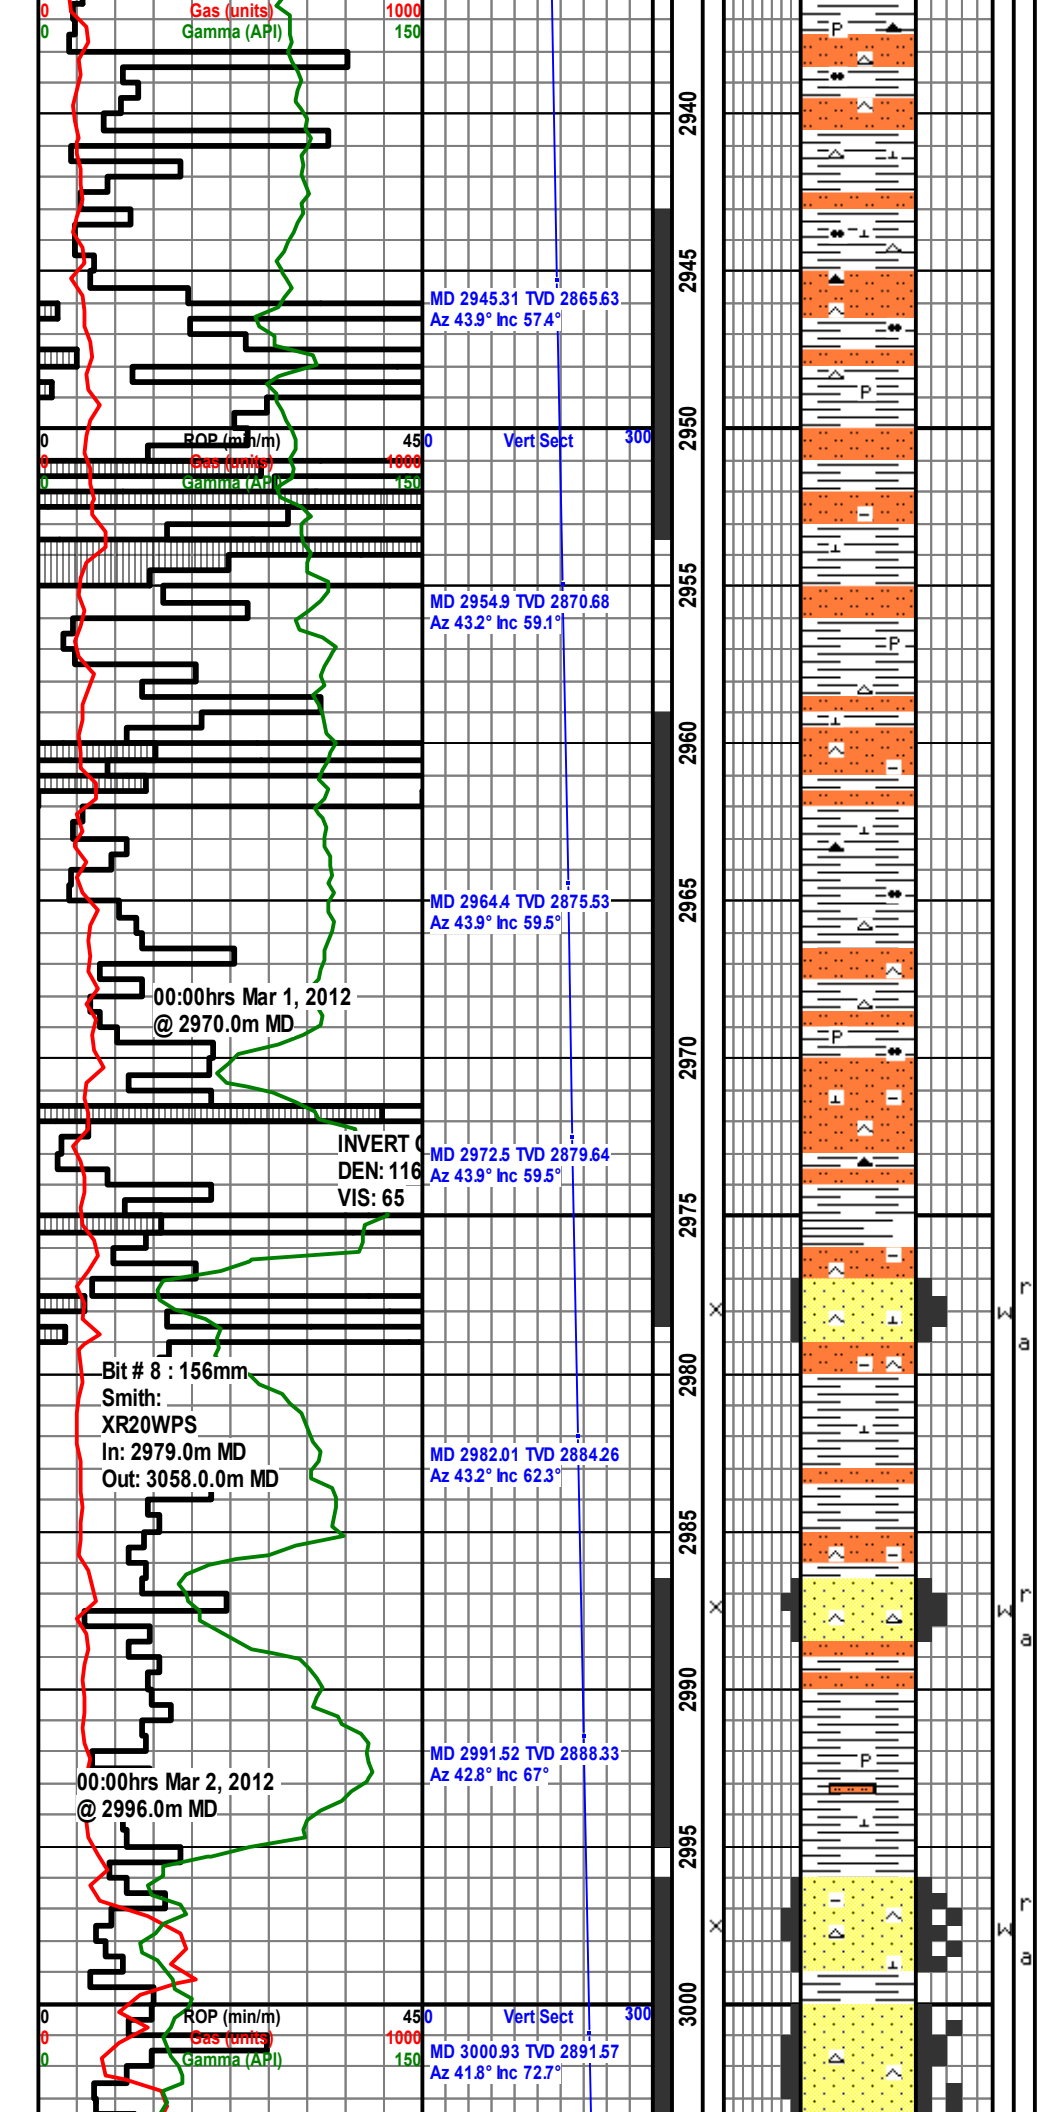 0 Gas (units) 1000
0 Gamma (API) 150
P
2940
2945
MD 2945.31 TVD 2865.63
Az 43.9° Inc 57.4°
P
2950
0 ROP (min/m) 450 Vert Sect 300
0 Gas (units) 1000
0 Gamma (API) 150
2955
MD 2954.9 TVD 2870.68
Az 43.2° Inc 59.1°
P
2960
2965
MD 2964.4 TVD 2875.53
Az 43.9° Inc 59.5°
00:00hrs Mar 1, 2012
@ 2970.0m MD
P
2970
INVERT
DEN: 116
VIS: 65
MD 2972.5 TVD 2879.64
Az 43.9° Inc 59.5°
2975
r
W
a
2980
Bit # 8 : 156mm
Smith:
XR20WPS
In: 2979.0m MD
Out: 3058.0.0m MD
MD 2982.01 TVD 2884.26
Az 43.2° Inc 62.3°
2985
r
W
a
2990
MD 2991.52 TVD 2888.33
Az 42.8° Inc 67°
P
00:00hrs Mar 2, 2012
@ 2996.0m MD
2995
r
W
a
3000
0 ROP (min/m) 450 Vert Sect 300
0 Gas (units) 1000
0 Gamma (API) 150
MD 3000.93 TVD 2891.57
Az 41.8° Inc 72.7°